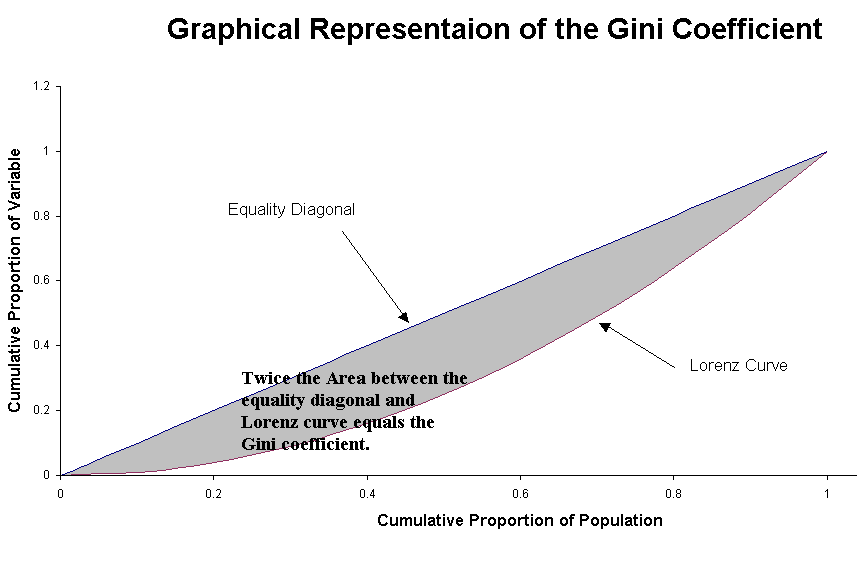 Graphical Representaion of the Gini Coefficient
1.2
1
0.8
0.6
0.4
0.2
0
Cumulative Proportion of Variable
Equality Diagonal
Lorenz Curve
Twice the Area between the
equality diagonal and
Lorenz curve equals the
Gini coefficient.
0
0.2
0.4
0.6
0.8
1
Cumulative Proportion of Population